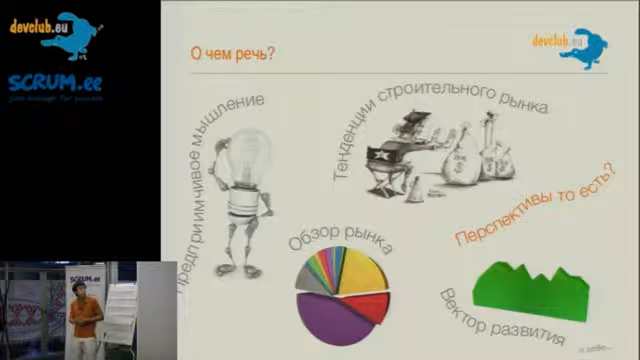 devclub.eu
SCRUM.ee
О чем речь?
devclub.eu
Предприимчивое мышление
Тенденции строительного рынка
Перспективы то есть?
Обзор рынка
Вектор развития
SCRUM.ee